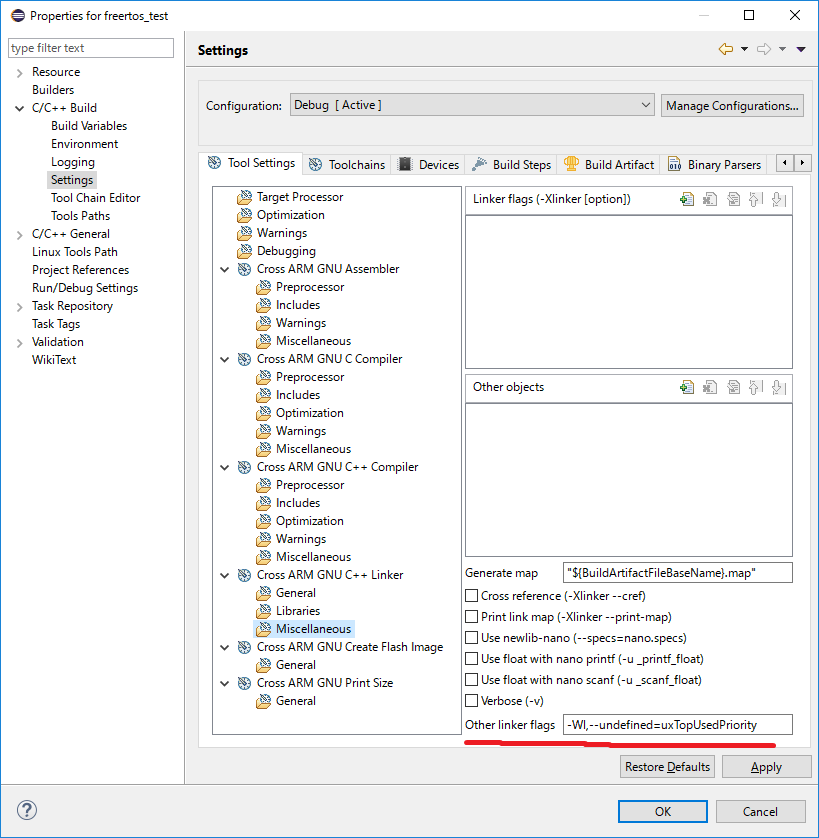 Properties for freertos_test
type filter text
Resource
Builders
C/C++ Build
Build Variables
Environment
Logging
Settings
Tool Chain Editor
Tools Paths
C/C++ General
Linux Tools Path
Project References
Run/Debug Settings
Task Repository
Task Tags
Validation
WikiText
Settings
Configuration: Debug [ Active ] Manage Configurations...
Tool Settings Toolchains Devices Build Steps Build Artifact Binary Parsers
Target Processor
Optimization
Warnings
Debugging
Cross ARM GNU Assembler
Preprocessor
Includes
Warnings
Miscellaneous
Cross ARM GNU C Compiler
Preprocessor
Includes
Optimization
Warnings
Miscellaneous
Cross ARM GNU C++ Compiler
Preprocessor
Includes
Optimization
Warnings
Miscellaneous
Cross ARM GNU C++ Linker
General
Libraries
Miscellaneous
Cross ARM GNU Create Flash Image
General
Cross ARM GNU Print Size
General
Linker flags (-Xlinker [option])
Other objects
Generate map "${BuildArtifactFileBaseName}.map"
Cross reference (-Xlinker --cref)
Print link map (-Xlinker --print-map)
Use newlib-nano (--specs=nano.specs)
Use float with nano printf (-u _printf_float)
Use float with nano scanf (-u _scanf_float)
Verbose (-v)
Other linker flags -Wl,--undefined=uxTopUsedPriority
Restore Defaults Apply
OK Cancel